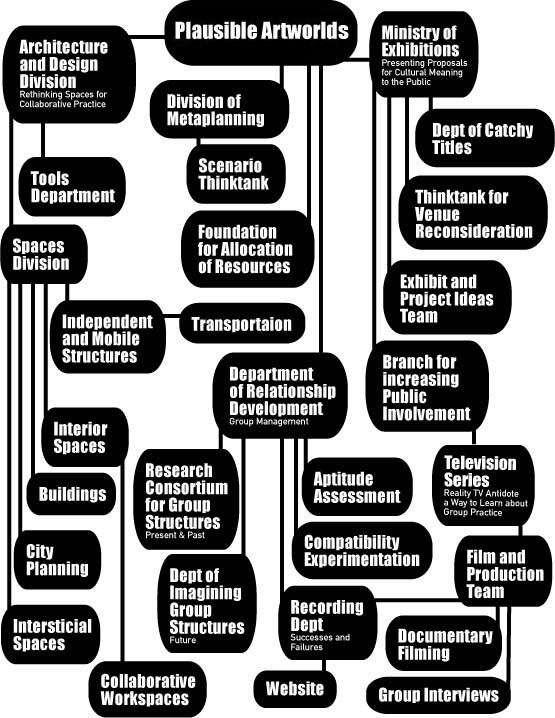 Plausible Artworlds
Architecture
and Design
Division
Rethinking Spaces for
Collaborative Practice
Ministry of
Exhibitions
Presenting Proposals
for Cultural Meaning
to the Public
Division of
Metaplanning
Dept of Catchy
Titles
Scenario
Thinktank
Tools
Department
Thinktank for
Venue
Reconsideration
Foundation
for Allocation
of Resources
Spaces
Division
Exhibit and
Project Ideas
Team
Independent
and Mobile
Structures
Transportaion
Branch for
increasing
Public
Involvement
Department
of Relationship
Development
Group Management
Interior
Spaces
Research
Consortium
for Group
Structures
Present & Past
Aptitude
Assessment
Television
Series
Reality TV Antidote
a Way to Learn about
Group Practice
Buildings
City
Planning
Compatibility
Experimentation
Film and
Production
Team
Dept of
Imagining
Group
Structures
Future
Recording
Dept
Successes and
Failures
Intersticial
Spaces
Documentary
Filming
Collaborative
Workspaces
Website
Group Interviews